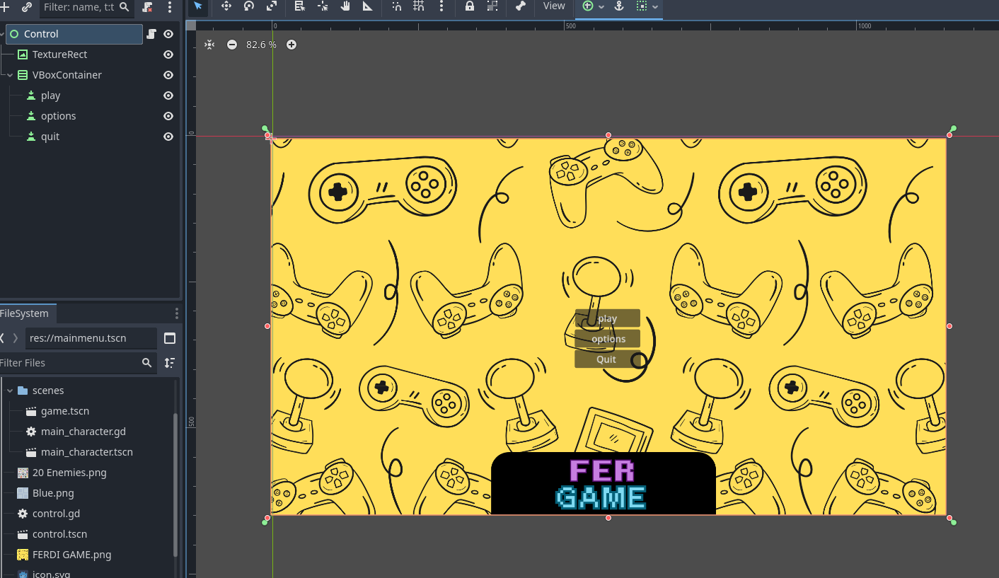 Filter: name, t:t
View
Control
TextureRect
VBoxContainer
play
options
quit
0
500
1000
82.6 %
0
500
play
options
Quit
FER
GAME
FileSystem
res://mainmenu.tscn
Filter Files
scenes
game.tscn
main_character.gd
main_character.tscn
20 Enemies.png
Blue.png
control.gd
control.tscn
FERDI GAME.png
icon.svg